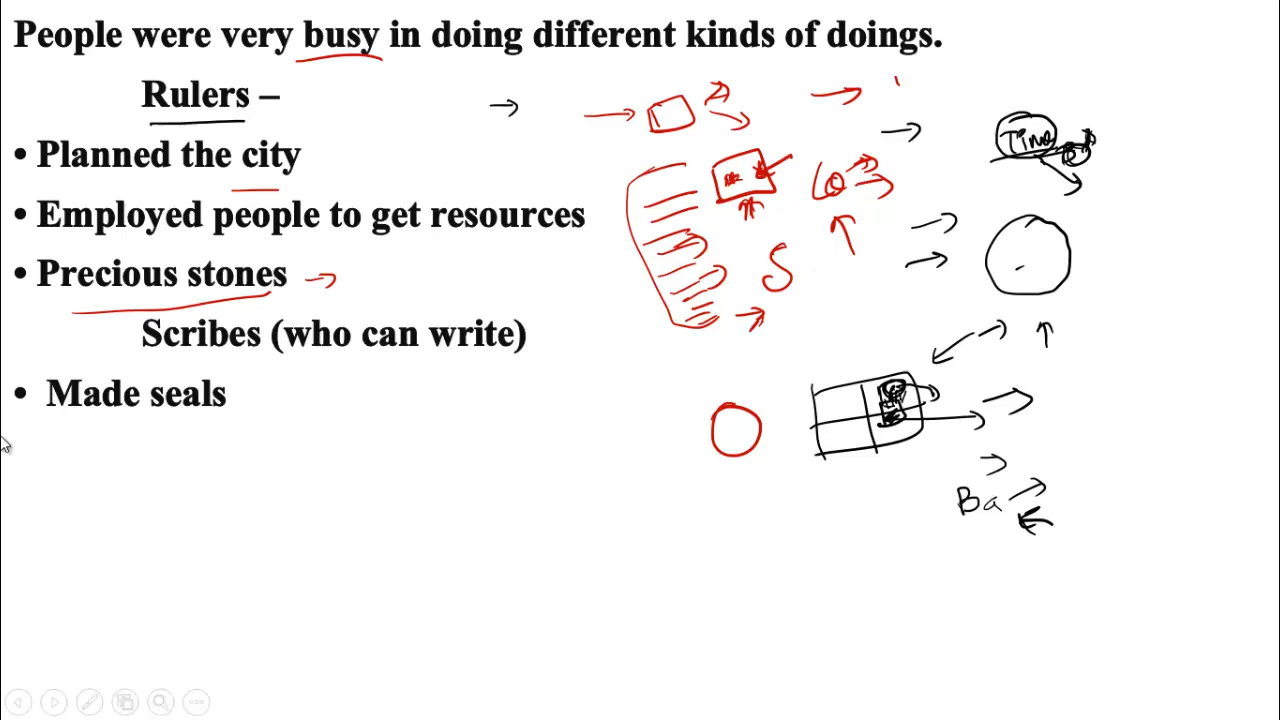 People were very busy in doing different kinds of doings.
Rulers –
• Planned the city
• Employed people to get resources
• Precious stones
Scribes (who can write)
• Made seals
Time
S
Ba